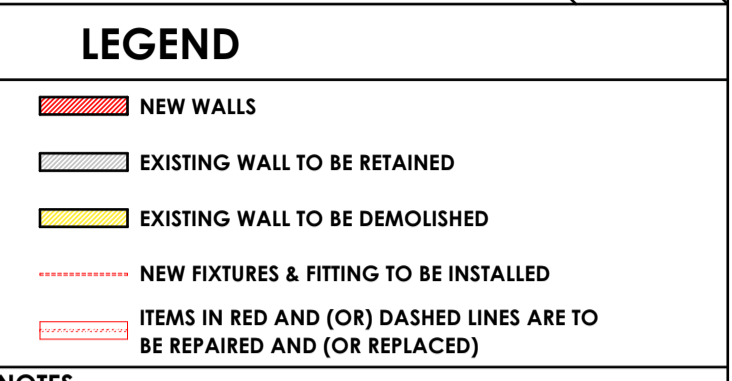 LEGEND
NEW WALLS
EXISTING WALL TO BE RETAINED
EXISTING WALL TO BE DEMOLISHED
NEW FIXTURES & FITTING TO BE INSTALLED
ITEMS IN RED AND (OR) DASHED LINES ARE TO
BE REPAIRED AND (OR REPLACED)
NOTES